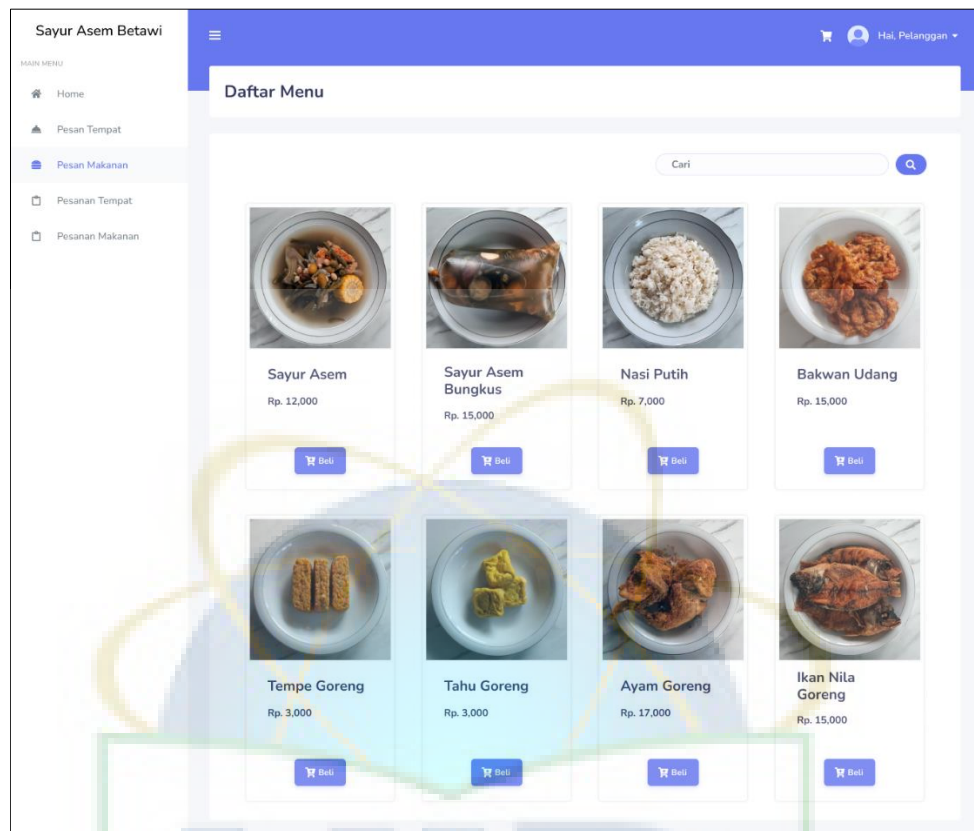 Sayur Asem Betawi
Hai, Pelanggan
MAIN MENU
Home
Pesan Tempat
Pesan Makanan
Pesanan Tempat
Pesanan Makanan
Daftar Menu
Cari
Sayur Asem
Rp. 12,000
Beli
Sayur Asem
Bungkus
Rp. 15,000
Beli
Nasi Putih
Rp. 7,000
Beli
Bakwan Udang
Rp. 15,000
Beli
Tempe Goreng
Rp. 3,000
Beli
Tahu Goreng
Rp. 3,000
Beli
Ayam Goreng
Rp. 17,000
Beli
Ikan Nila
Goreng
Rp. 15,000
Beli